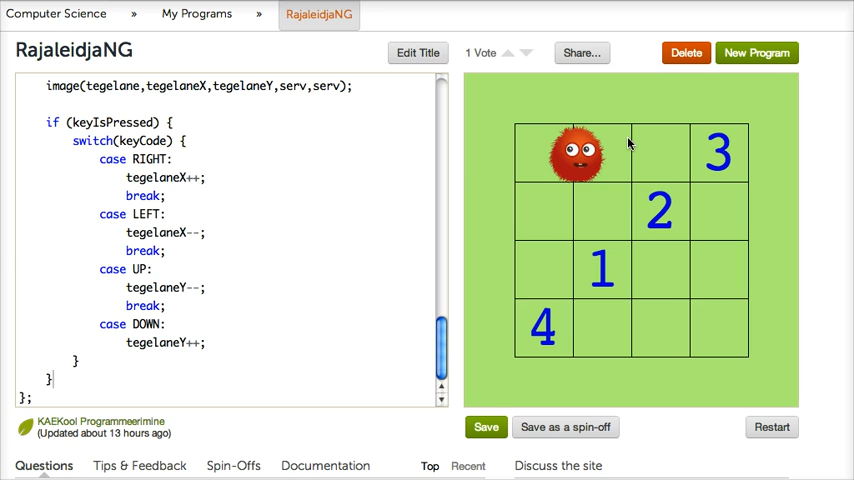 Computer Science » My Programs » RajaleidjaNG
RajaleidjaNG
Edit Title
1 Vote
Share...
Delete
New Program
image(tegelane,tegelaneX,tegelaneY,serv,serv);
if (keyIsPressed) {
switch(keyCode) {
case RIGHT:
tegelaneX++;
break;
case LEFT:
tegelaneX--;
break;
case UP:
tegelaneY--;
break;
case DOWN:
tegelaneY++;
}
}
};
3
2
1
4
KAEKool Programmeerimine
(Updated about 13 hours ago)
Save
Save as a spin-off
Restart
Questions
Tips & Feedback
Spin-Offs
Documentation
Top
Recent
Discuss the site